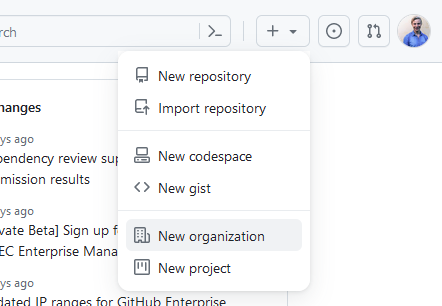 rch
New repository
Import repository
New codespace
New gist
New organization
New project
hanges
ys ago
pendency review sup
mission results
ys ago
vate Beta] Sign up f
EC Enterprise Mana
ys ago
dated IP ranges for GitHub Enterprise